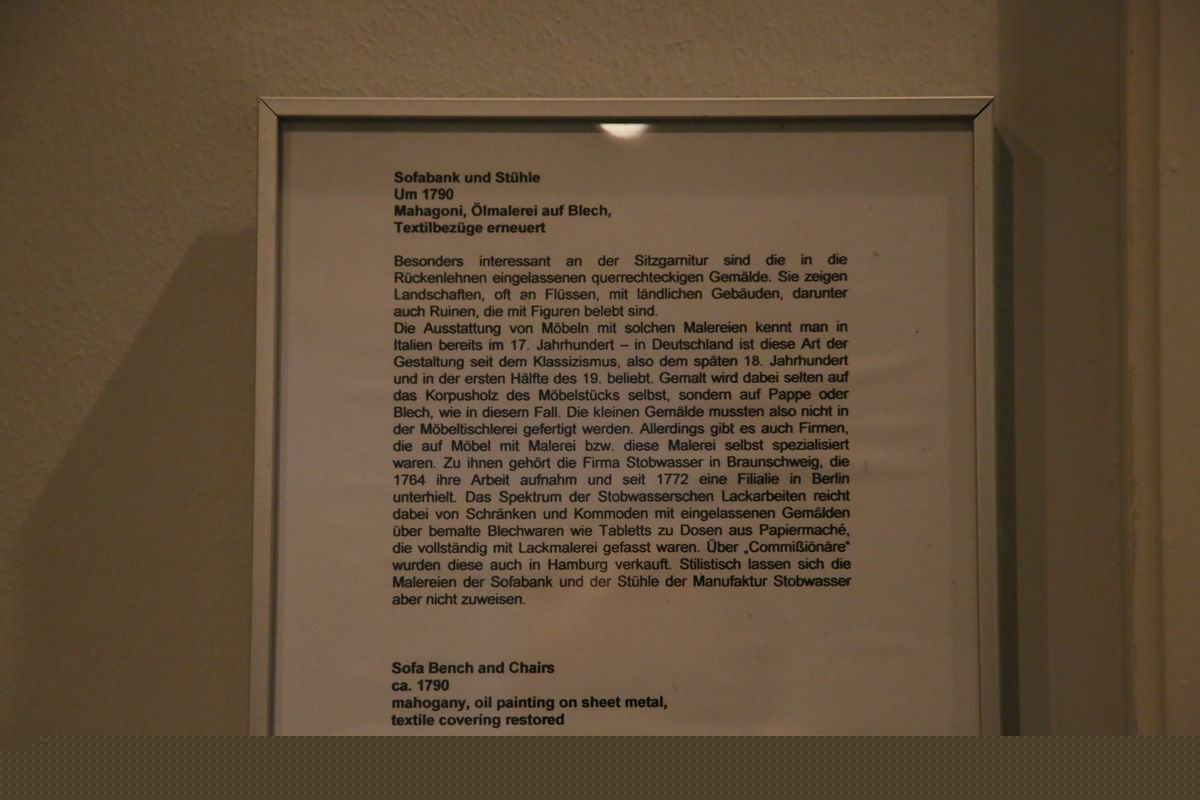 Sofabank und Stühle
Um 1790
Mahagoni, Ölmalerei auf Blech,
Textilbezüge erneuert
Besonders interessant an der Sitzgarnitur sind die in die
Rückenlehnen eingelassenen querrechteckigen Gemälde. Sie zeigen
Landschaften, oft an Flüssen, mit ländlichen Gebäuden, darunter
auch Ruinen, die mit Figuren belebt sind.
Die Ausstattung von Möbeln mit solchen Malereien kennt man in
Italien bereits im 17. Jahrhundert – in Deutschland ist diese Art der
Gestaltung seit dem Klassizismus, also dem späten 18. Jahrhundert
und in der ersten Hälfte des 19. beliebt. Gemalt wird dabei selten auf
das Korpusholz des Möbelstücks selbst, sondern auf Pappe oder
Blech, wie in diesem Fall. Die kleinen Gemälde mussten also nicht in
der Möbeltischlerei gefertigt werden. Allerdings gibt es auch Firmen,
die auf Möbel mit Malerei bzw. diese Malerei selbst spezialisiert
waren. Zu ihnen gehört die Firma Stobwasser in Braunschweig, die
1764 ihre Arbeit aufnahm und seit 1772 eine Filialie in Berlin
unterhielt. Das Spektrum der Stobwasserschen Lackarbeiten reicht
dabei von Schränken und Kommoden mit eingelassenen Gemälden
über bemalte Blechwaren wie Tabletts zu Dosen aus Papiermaché,
die vollständig mit Lackmalerei gefasst waren. Über „Commißionäre“
wurden diese auch in Hamburg verkauft. Stilistisch lassen sich die
Malereien der Sofabank und der Stühle der Manufaktur Stobwasser
aber nicht zuweisen.
Sofa Bench and Chairs
ca. 1790
mahogany, oil painting on sheet metal,
textile covering restored